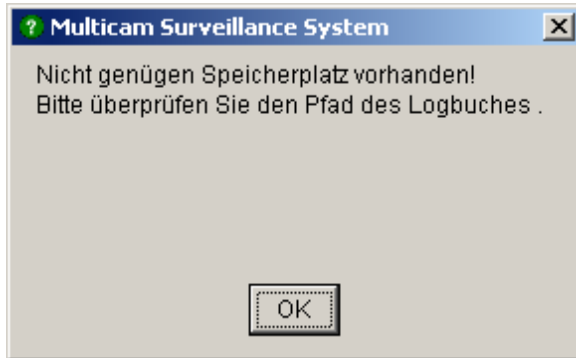 Multicam Surveillance System
Nicht genügen Speicherplatz vorhanden!
Bitte überprüfen Sie den Pfad des Logbuches .
OK